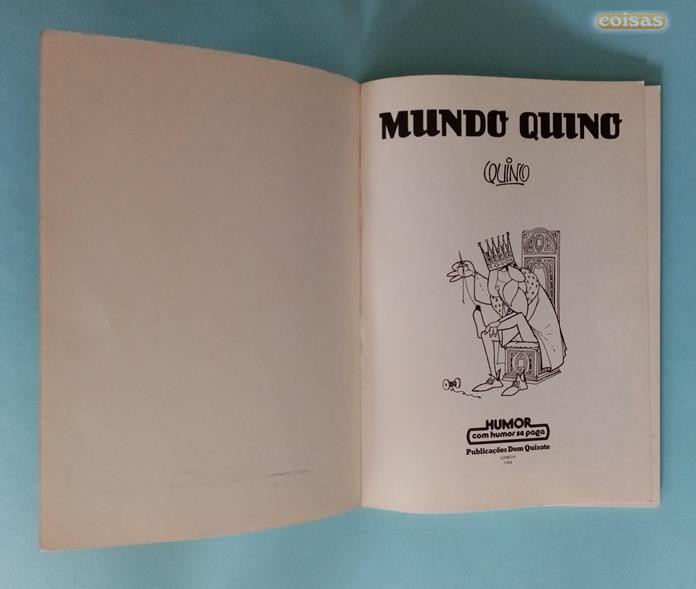 coisas
MUNDO QUINO
QUINO
HUMOR
com humor se paga
Publicações Dom Quixote
LISBOA